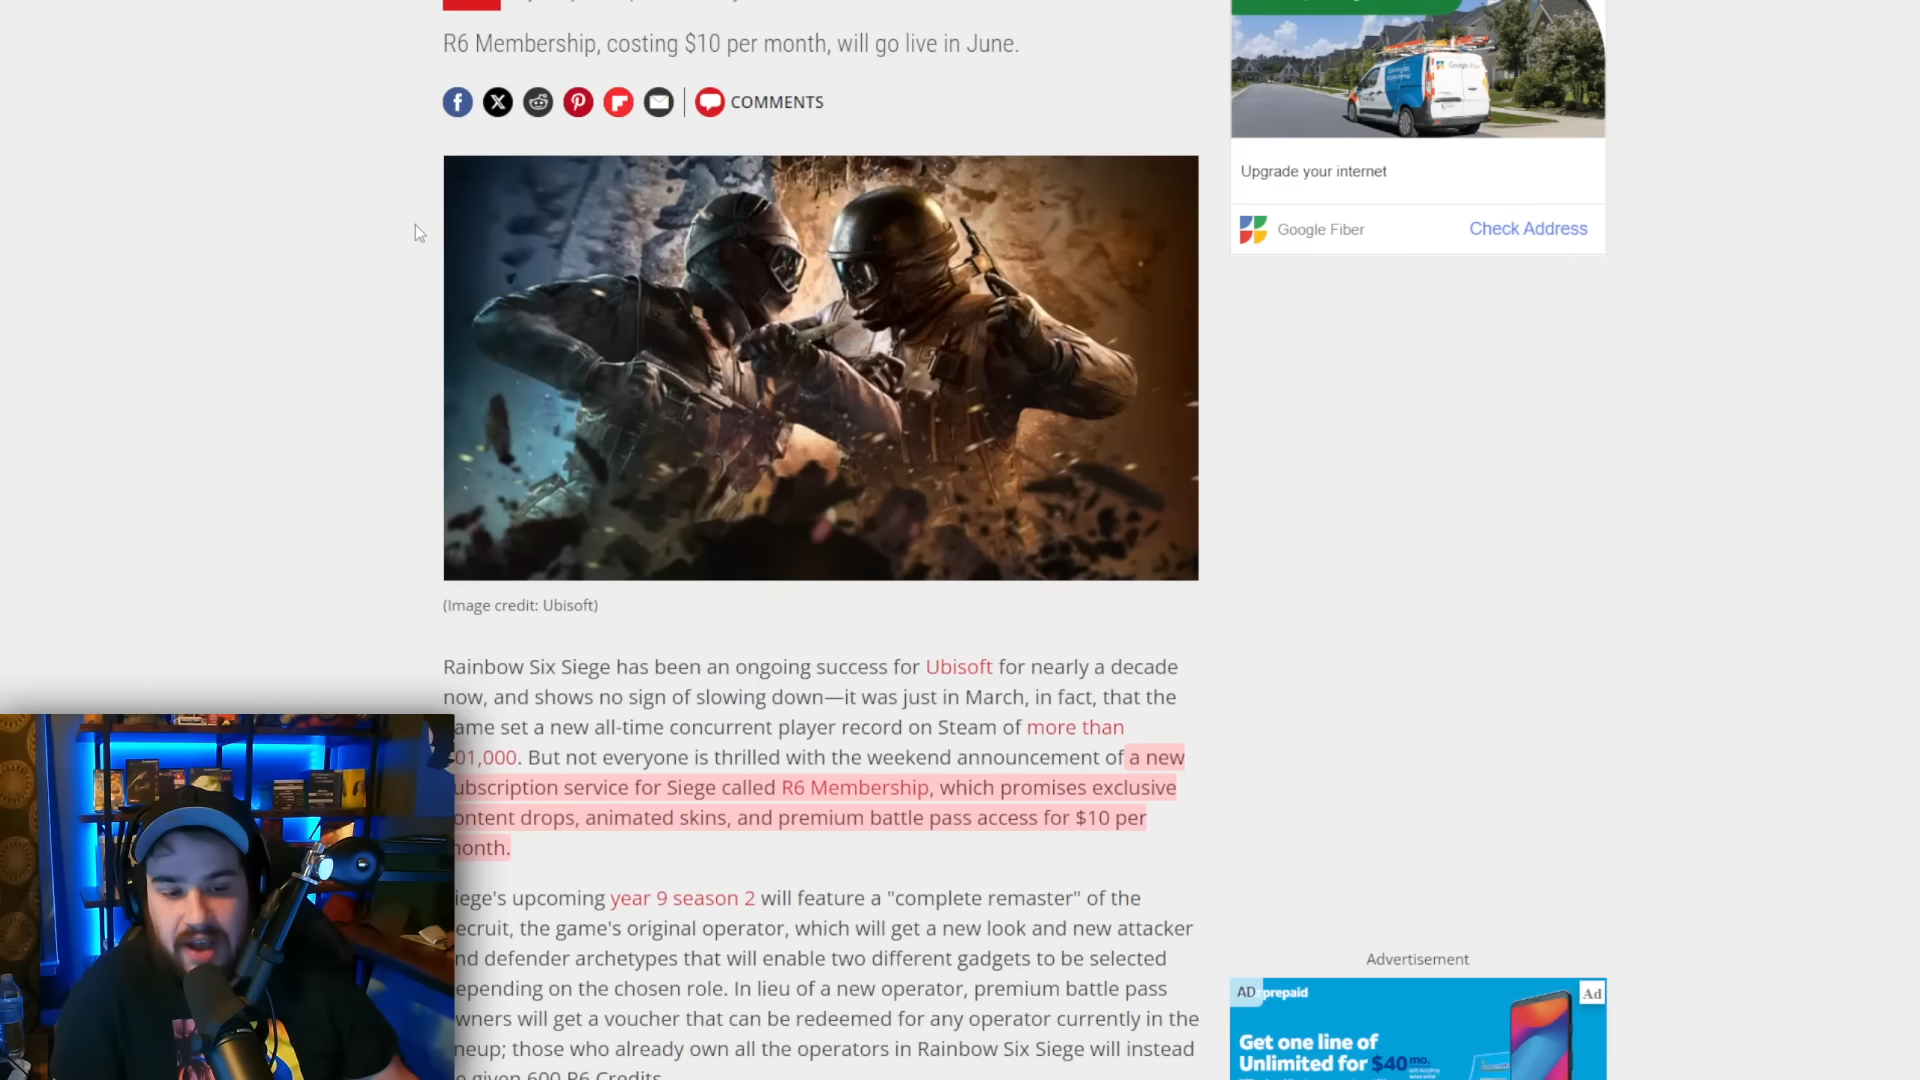 R6 Membership, costing $10 per month, will go live in June.
COMMENTS
Upgrade your internet
Google Fiber
Check Address
(Image credit: Ubisoft)
Rainbow Six Siege has been an ongoing success for Ubisoft for nearly a decade
now, and shows no sign of slowing down—it was just in March, in fact, that the
ame set a new all-time concurrent player record on Steam of more than
01,000. But not everyone is thrilled with the weekend announcement of a new
ubscription service for Siege called R6 Membership, which promises exclusive
ontent drops, animated skins, and premium battle pass access for $10 per
onth.
iege's upcoming year 9 season 2 will feature a "complete remaster" of the
ecruit, the game's original operator, which will get a new look and new attacker
nd defender archetypes that will enable two different gadgets to be selected
epending on the chosen role. In lieu of a new operator, premium battle pass
wners will get a voucher that can be redeemed for any operator currently in the
neup; those who already own all the operators in Rainbow Six Siege will instead
e given 600 R6 Credits.
Advertisement
AD prepaid
Ad
Get one line of
Unlimited for $40 mo.